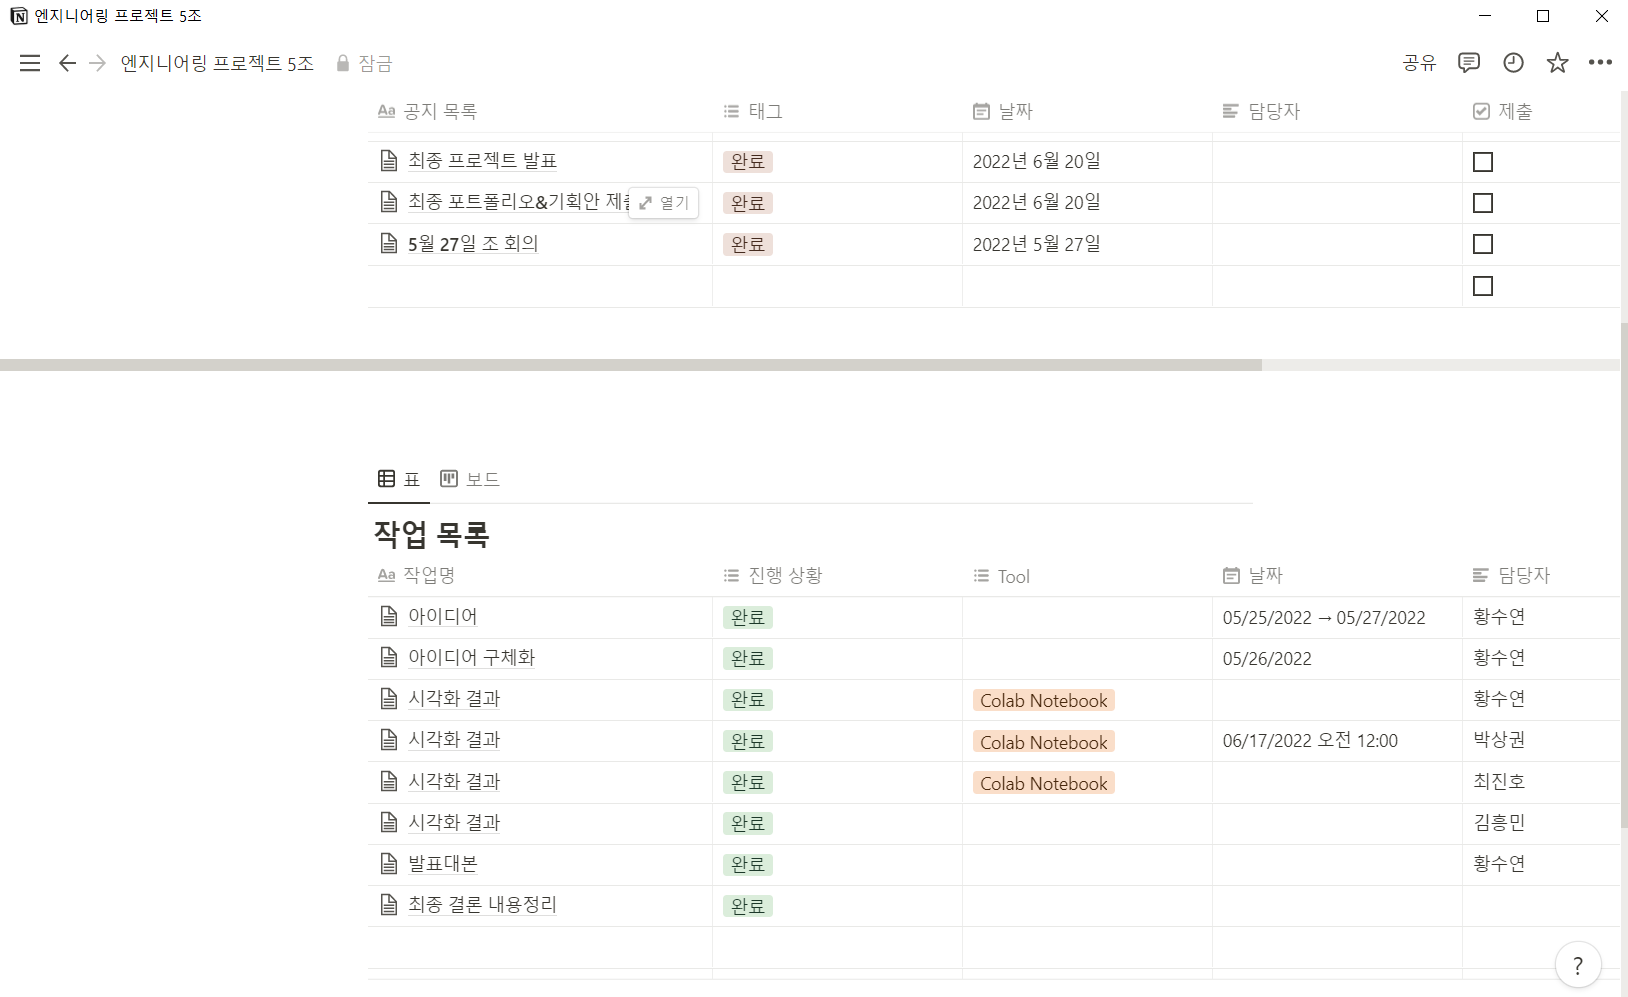 엔지니어링 프로젝트 5조
엔지니어링 프로젝트 5조 잠금 공유
Aa 공지 목록 태그 날짜 담당자 제출
최종 프로젝트 발표 완료 2022년 6월 20일
최종 포트폴리오&기획안 열기 완료 2022년 6월 20일
5월 27일 조 회의 완료 2022년 5월 27일
표 보드
작업 목록
Aa 작업명 진행 상황 Tool 날짜 담당자
아이디어 완료 05/25/2022 → 05/27/2022 황수연
아이디어 구체화 완료 05/26/2022 황수연
시각화 결과 완료 Colab Notebook 황수연
시각화 결과 완료 Colab Notebook 06/17/2022 오전 12:00 박상권
시각화 결과 완료 Colab Notebook 최진호
시각화 결과 완료 김흥민
발표대본 완료 황수연
최종 결론 내용정리 완료
?